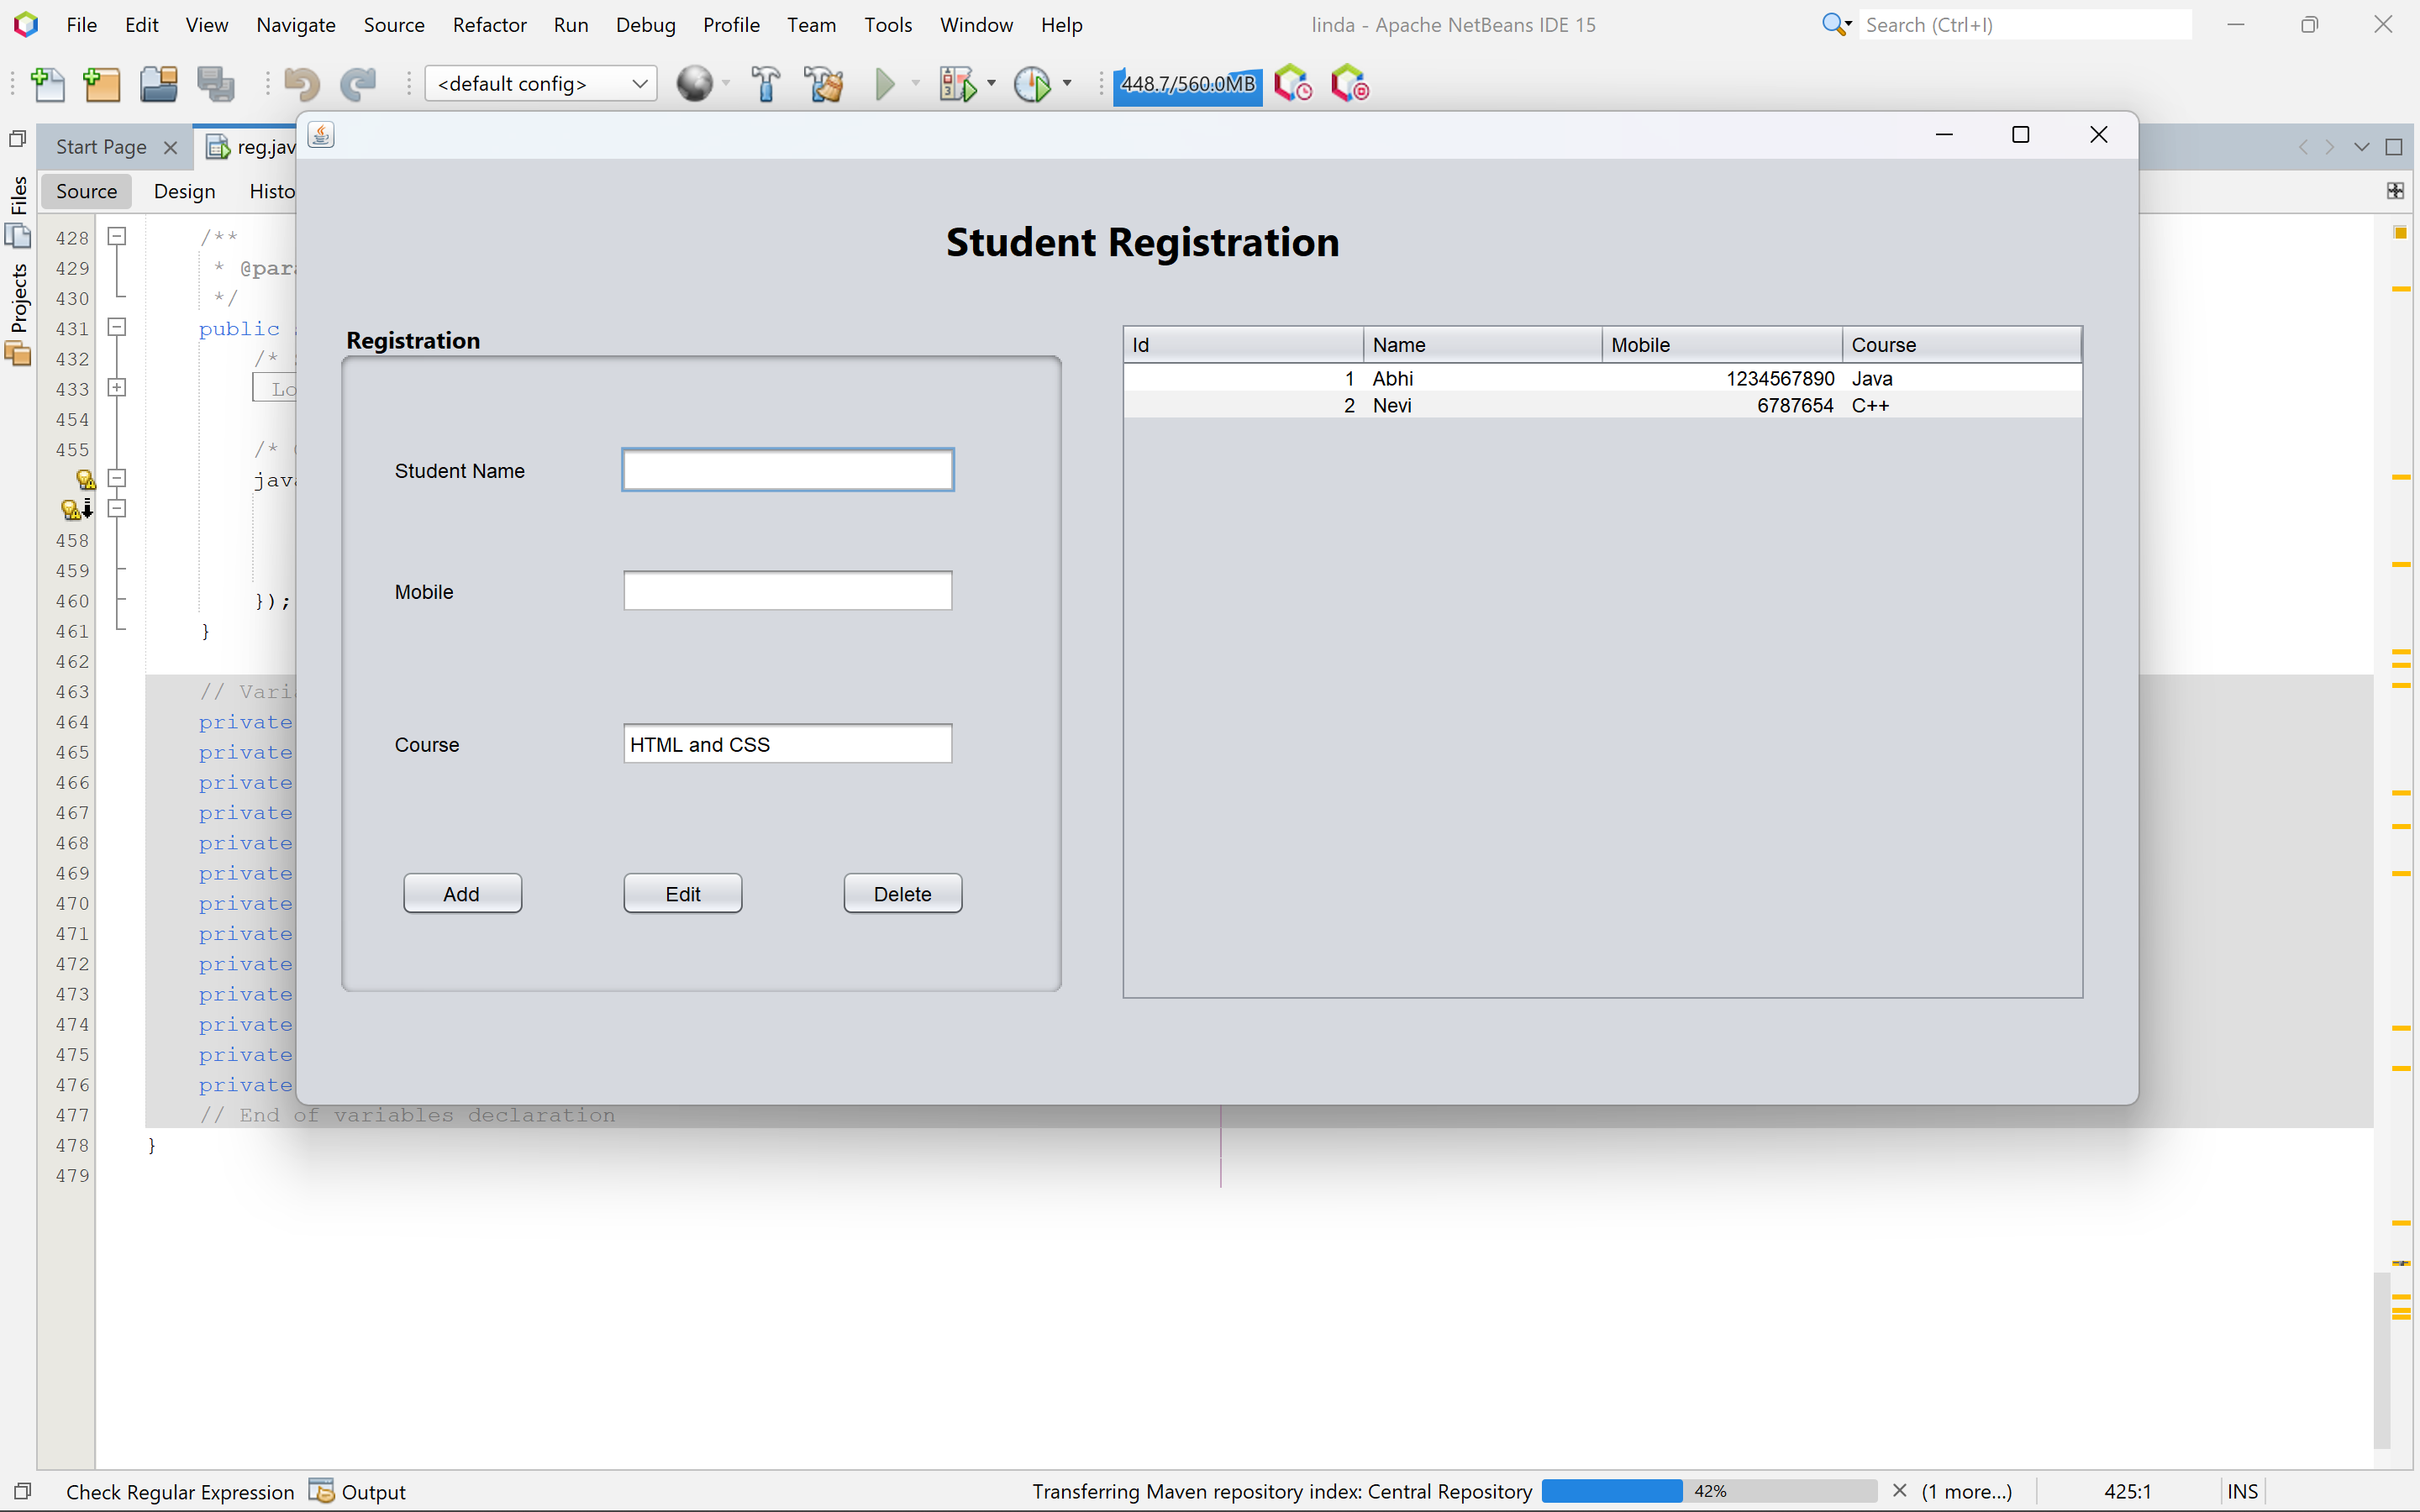 File Edit View Navigate Source Refactor Run Debug Profile Team Tools Window Help
linda - Apache NetBeans IDE 15
Search (Ctrl+I)
<default config>
448.7/560.0MB
Start Page
reg.jav
Source Design Histo
Files
Projects
428 /**
429 * @para
430 */
431 public
432 /*
433 Lo
454
455 /*
java
458
459
460 });
461 }
462
463 // Vari
464 private
465 private
466 private
467 private
468 private
469 private
470 private
471 private
472 private
473 private
474 private
475 private
476 private
477 // End of variables declaration
478 }
479
Student Registration
Registration
Student Name
Mobile
Course HTML and CSS
Add Edit Delete
Id Name Mobile Course
1 Abhi 1234567890 Java
2 Nevi 6787654 C++
Check Regular Expression Output
Transferring Maven repository index: Central Repository 42% (1 more...) 425:1 INS